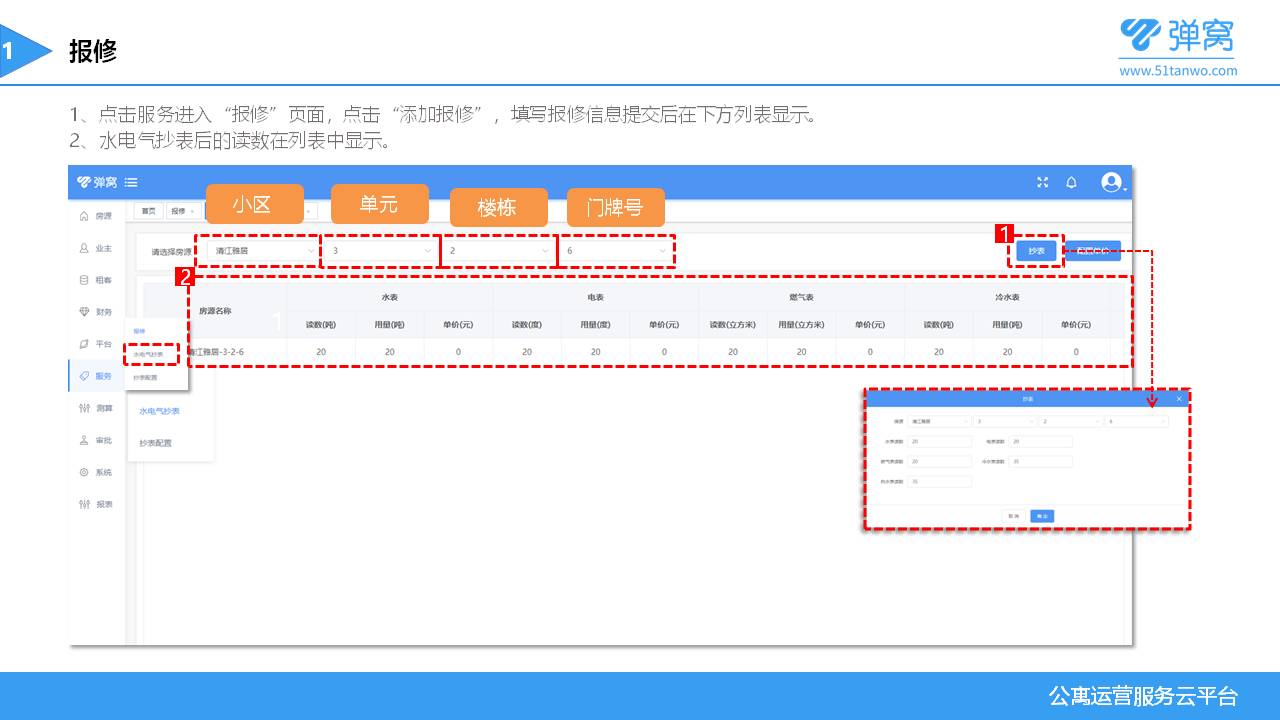 1
报修
弹窝
www.51tanwo.com
1、点击服务进入“报修”页面，点击“添加报修”，填写报修信息提交后在下方列表显示。
2、水电气抄表后的读数在列表中显示。
弹窝
小区
单元
楼栋
门牌号
房源
首页
报修
业主
请选择房源
清江雅居
3
2
6
1
抄表
2
租客
水表
电表
燃气表
冷水表
房源名称
财务
1
读数(吨)
用量(吨)
单价(元)
读数(度)
用量(度)
单价(元)
读数(立方米)
用量(立方米)
单价(元)
读数(吨)
用量(吨)
单价(元)
报修
平台
水电气抄表
清江雅居-3-2-6
20
20
0
20
20
0
20
20
0
20
20
0
服务
抄表配置
测算
水电气抄表
审批
抄表配置
系统
报表
抄表
房源
清江雅居
3
2
6
水表读数
20
电表读数
20
燃气表读数
20
冷水表读数
35
热水表读数
35
取 消
确 定
公寓运营服务云平台